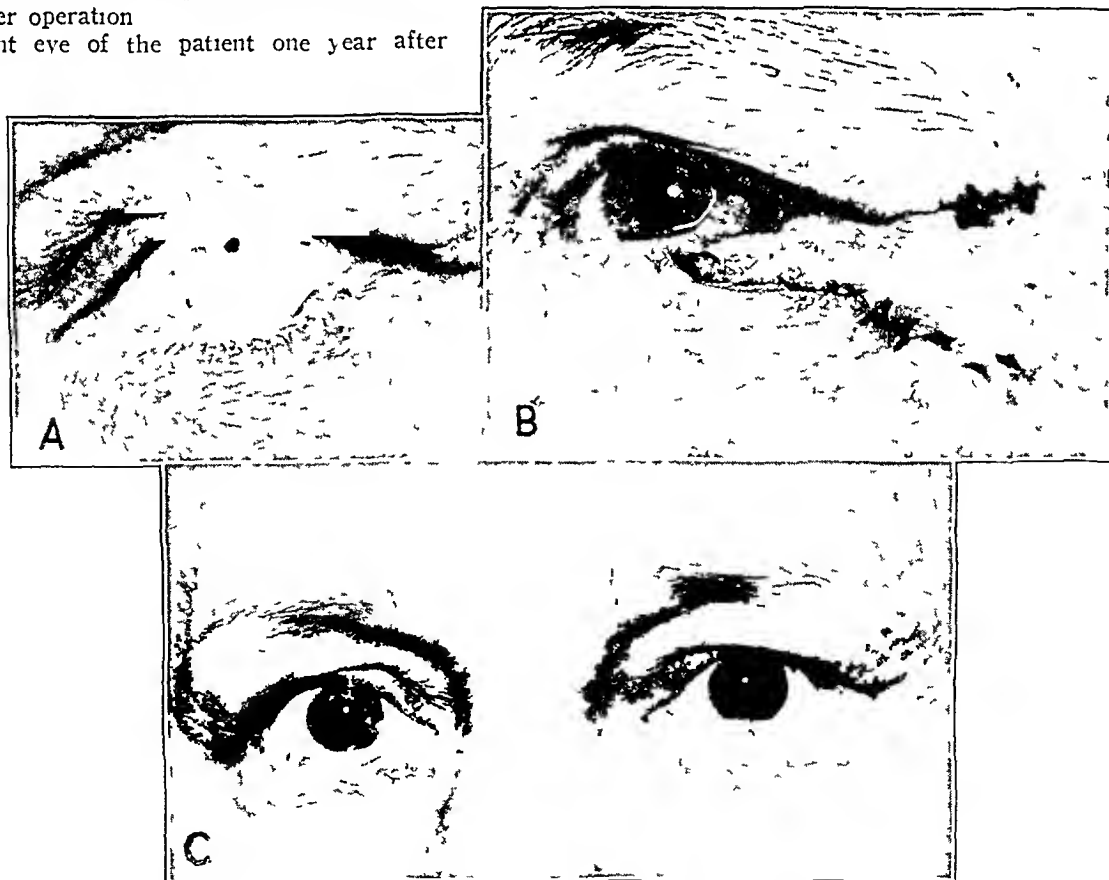 er operation
nt eye of the patient one year after
A
B
C